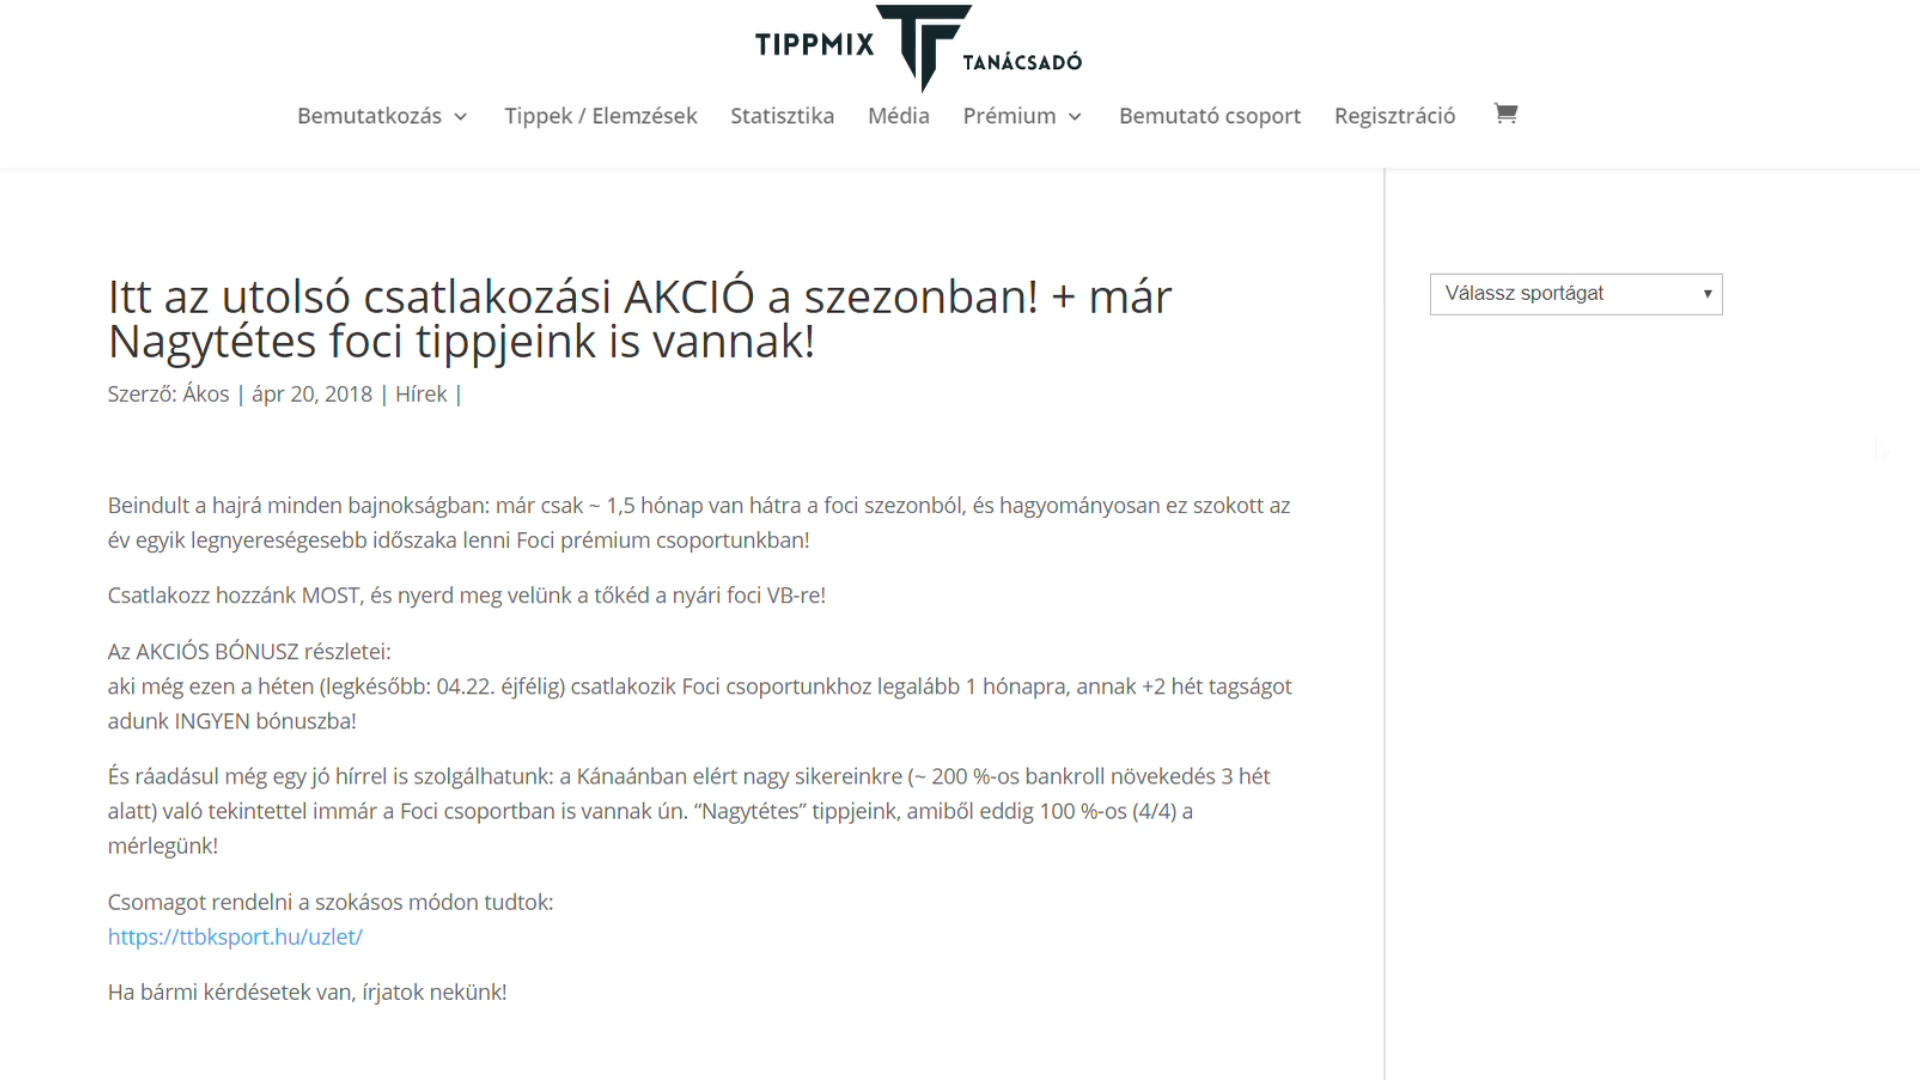 TIPPMIX TANÁCSADÓ
Bemutatkozás Tippek / Elemzések Statisztika Média Prémium Bemutató csoport Regisztráció
Itt az utolsó csatlakozási AKCIÓ a szezonban! + már
Nagytétes foci tippjeink is vannak!
Szerző: Ákos | ápr 20, 2018 | Hírek |
Válassz sportágat
Beindult a hajrá minden bajnokságban: már csak ~ 1,5 hónap van hátra a foci szezonból, és hagyományosan ez szokott az
év egyik legnyereségesebb időszaka lenni Foci prémium csoportunkban!
Csatlakozz hozzánk MOST, és nyerd meg velünk a tőkéd a nyári foci VB-re!
Az AKCIÓS BÓNUSZ részletei:
aki még ezen a héten (legkésőbb: 04.22. éjfélig) csatlakozik Foci csoportunkhoz legalább 1 hónapra, annak +2 hét tagságot
adunk INGYEN bónuszba!
És ráadásul még egy jó hírrel is szolgálhatunk: a Kánaánban elért nagy sikereinkre (~ 200 %-os bankroll növekedés 3 hét
alatt) való tekintettel immár a Foci csoportban is vannak ún. “Nagytétes” tippjeink, amiből eddig 100 %-os (4/4) a
mérlegünk!
Csomagot rendelni a szokásos módon tudtok:
https://ttbksport.hu/uzlet/
Ha bármi kérdésetek van, írjatok nekünk!